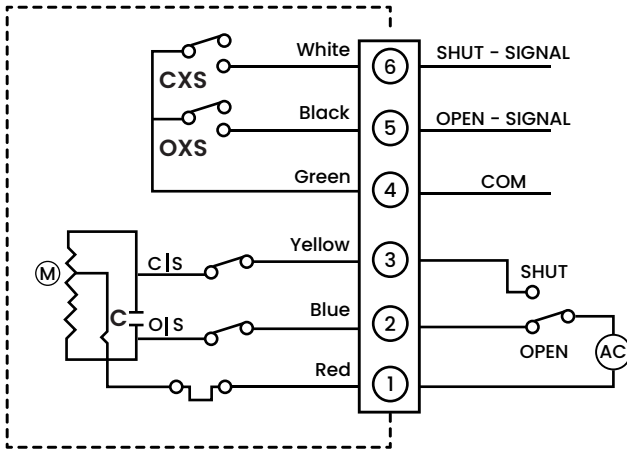 White 6 SHUT - SIGNAL
CXS
Black 5 OPEN - SIGNAL
OXS
Green 4 COM
Yellow 3
C|S
SHUT
M
C
Blue 2
O|S
OPEN
AC
Red 1